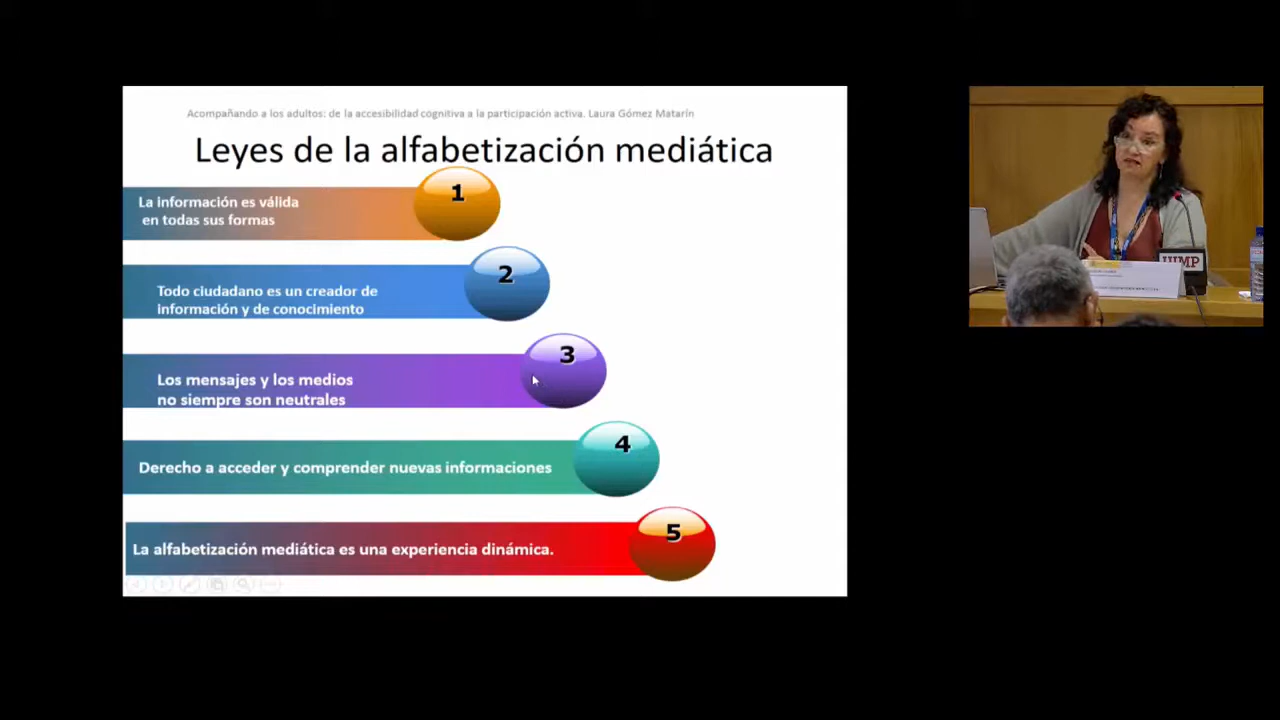 Acompañando a los adultos: de la accesibilidad cognitiva a la participación activa. Laura Gómez Matarín
Leyes de la alfabetización mediática
1
La información es válida
en todas sus formas
2
Todo ciudadano es un creador de
información y de conocimiento
3
Los mensajes y los medios
no siempre son neutrales
4
Derecho a acceder y comprender nuevas informaciones
5
La alfabetización mediática es una experiencia dinámica.
UIMP